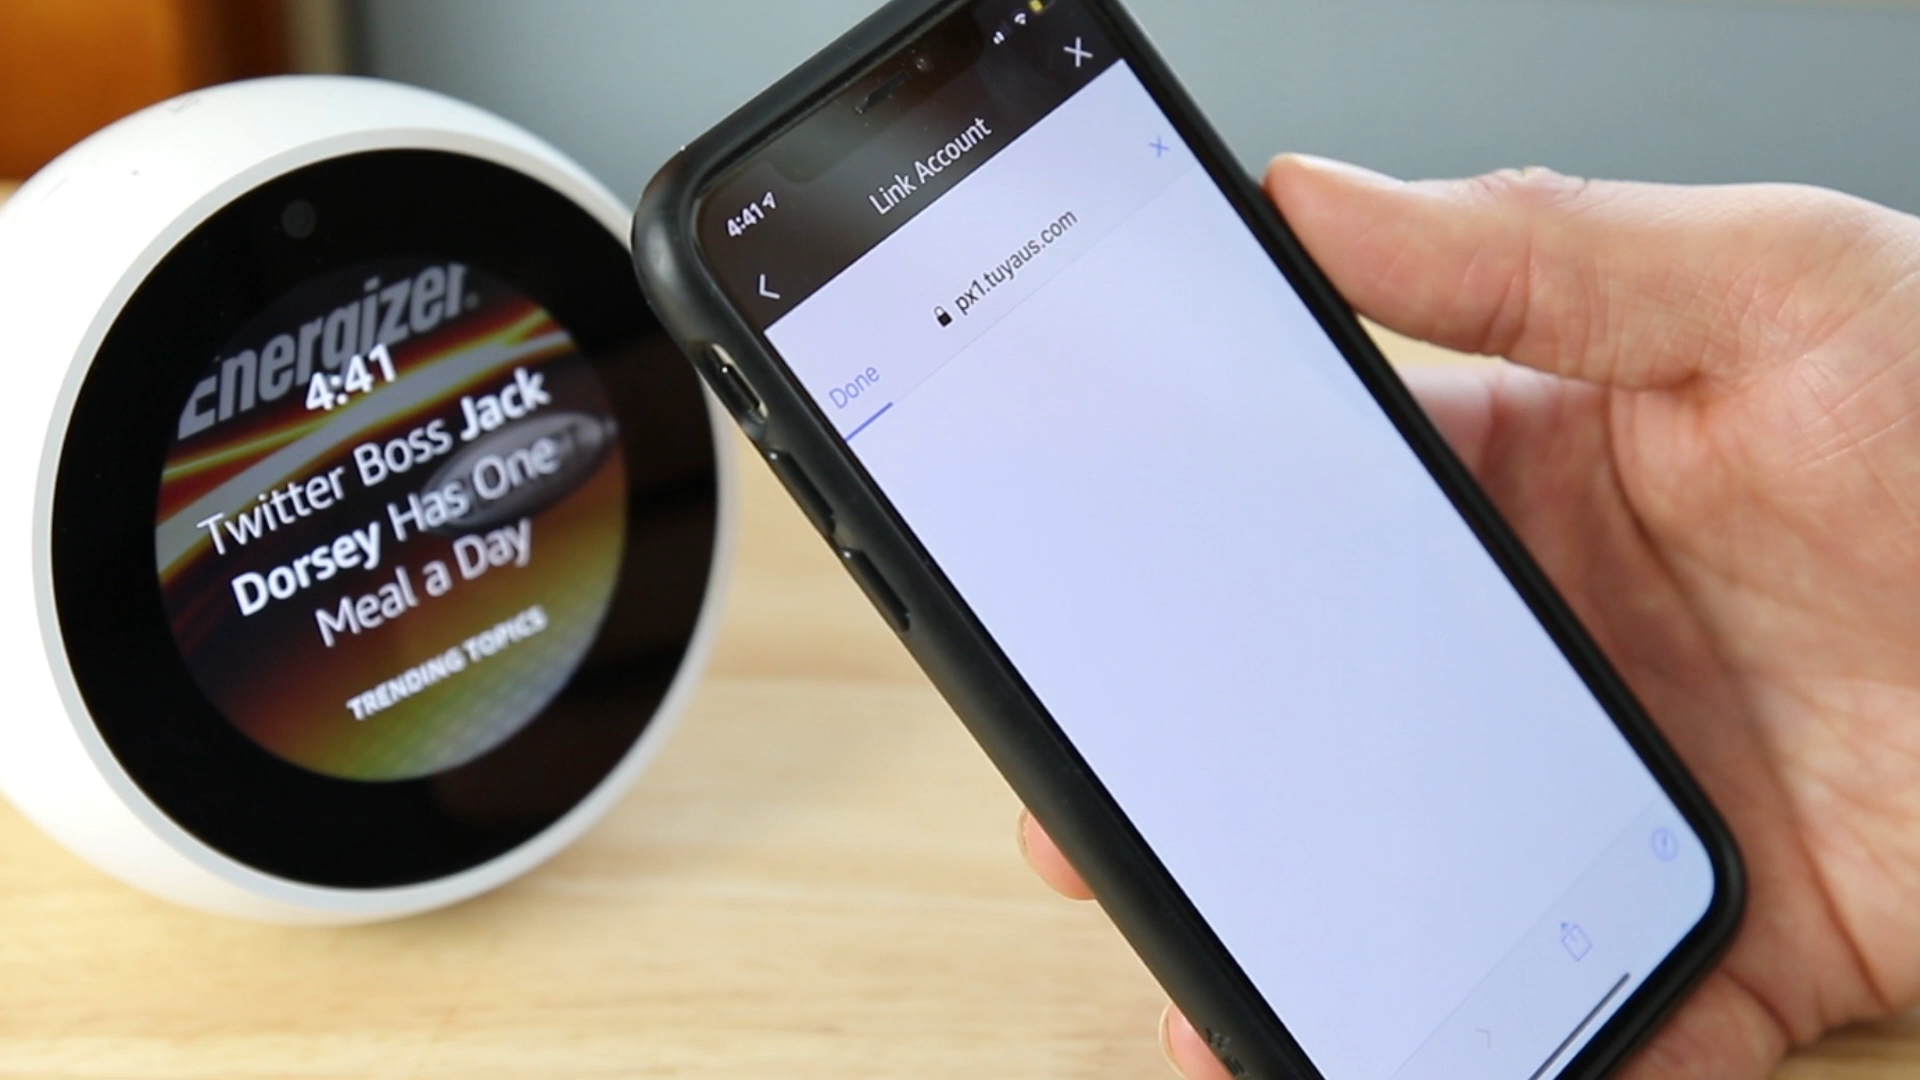 Energizer.
4:41
Twitter Boss Jack
Dorsey Has One
Meal a Day
TRENDING TOPICS
4:41
Link Account
px1.tuyaus.com
Done